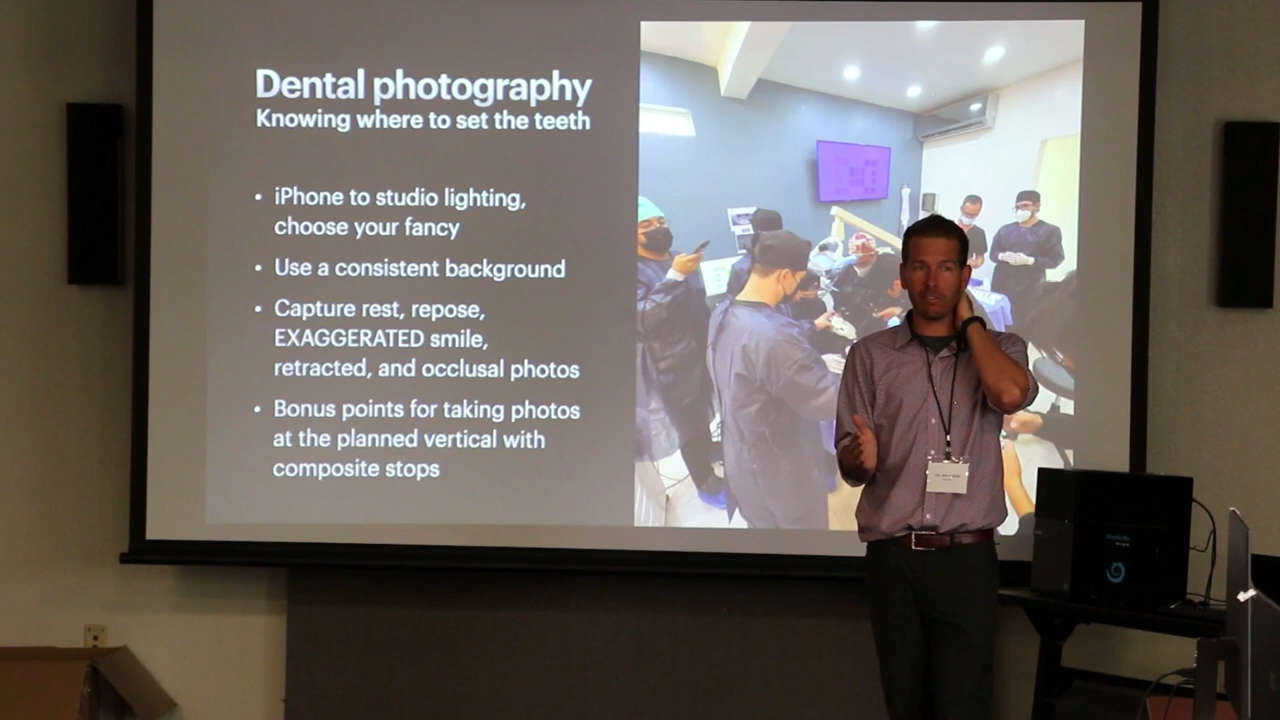 Dental photography
Knowing where to set the teeth
• iPhone to studio lighting,
choose your fancy
• Use a consistent background
• Capture rest, repose,
EXAGGERATED smile,
retracted, and occlusal photos
• Bonus points for taking photos
at the planned vertical with
composite stops